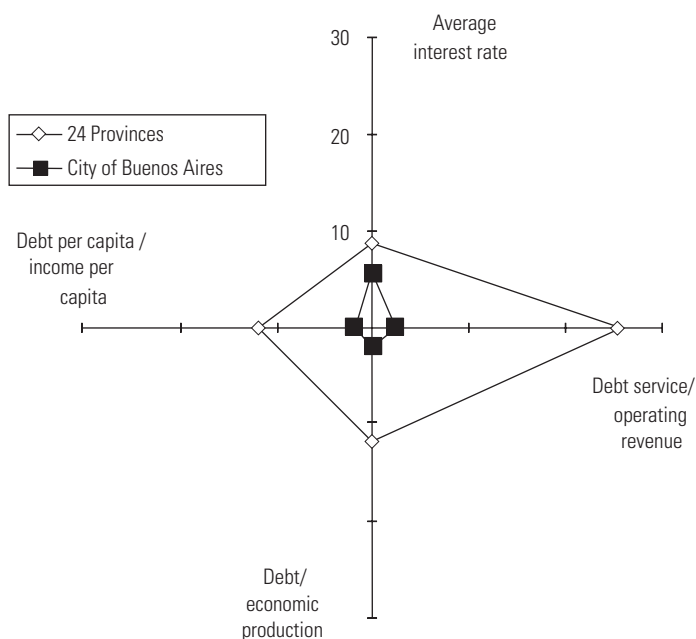 Average
interest rate
30
20
10
24 Provinces
City of Buenos Aires
Debt per capita /
income per
capita
Debt service/
operating
revenue
Debt/
economic
production